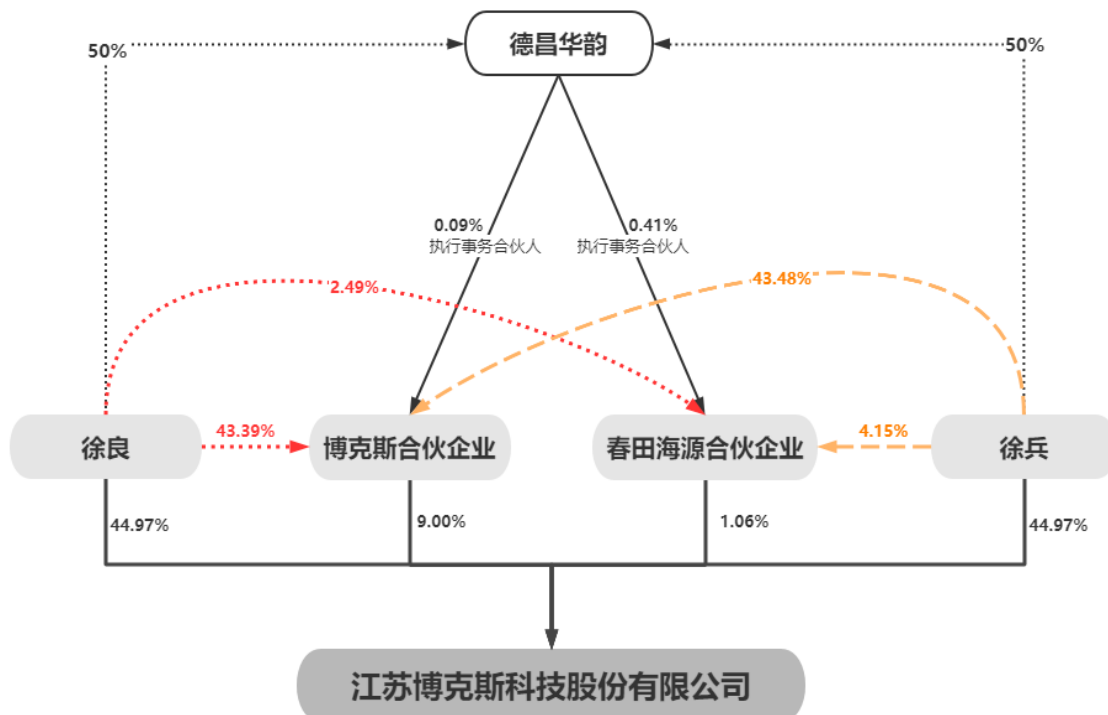 德昌华韵
50%
50%
0.09%
执行事务合伙人
0.41%
执行事务合伙人
2.49%
43.48%
徐良
43.39%
博克斯合伙企业
春田海源合伙企业
4.15%
徐兵
44.97%
9.00%
1.06%
44.97%
江苏博克斯科技股份有限公司